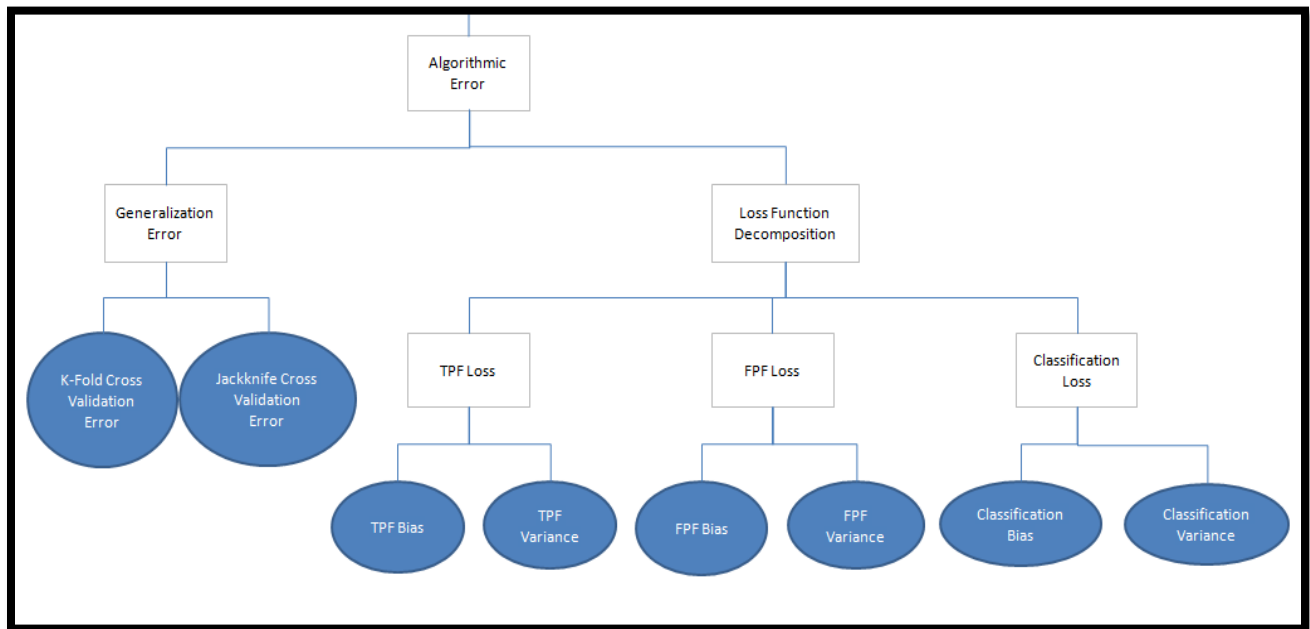 Algorithmic
Error
Generalization
Error
Loss Function
Decomposition
K-Fold Cross
Validation
Error
Jackknife Cross
Validation
Error
TPF Loss
FPF Loss
Classification
Loss
TPF Bias
TPF
Variance
FPF Bias
FPF
Variance
Classification
Bias
Classification
Variance